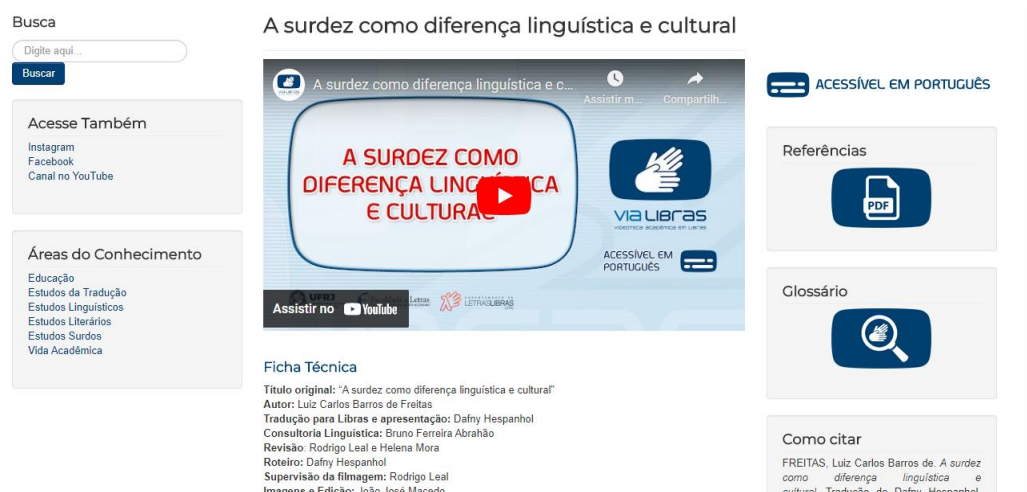 Busca
Digite aqui...
Buscar
Acesse Também
Instagram
Facebook
Canal no YouTube
Áreas do Conhecimento
Educação
Estudos da Tradução
Estudos Linguísticos
Estudos Literários
Estudos Surdos
Vida Acadêmica
A surdez como diferença linguística e cultural
A surdez como diferença linguística e c...
Assistir m...
Compartilh...
A SURDEZ COMO
DIFERENÇA LINGUÍSTICA
E CULTURAL
VIALIBRAS
VIDEOTECA ACADÊMICA EM LIBRAS
ACESSÍVEL EM
PORTUGUÊS
UFRJ
Letras
LETRASLIBRAS
Assistir no YouTube
Ficha Técnica
Título original: “A surdez como diferença linguística e cultural”
Autor: Luiz Carlos Barros de Freitas
Tradução para Libras e apresentação: Dafny Hespanhol
Consultoria Linguística: Bruno Ferreira Abrahão
Revisão: Rodrigo Leal e Helena Mora
Roteiro: Dafny Hespanhol
Supervisão da filmagem: Rodrigo Leal
Imagens e Edição: João José Macedo
ACESSÍVEL EM PORTUGUÊS
Referências
PDF
Glossário
Como citar
FREITAS, Luiz Carlos Barros de. A surdez
como diferença linguística e
cultural. Tradução de Dafny Hespanhol.